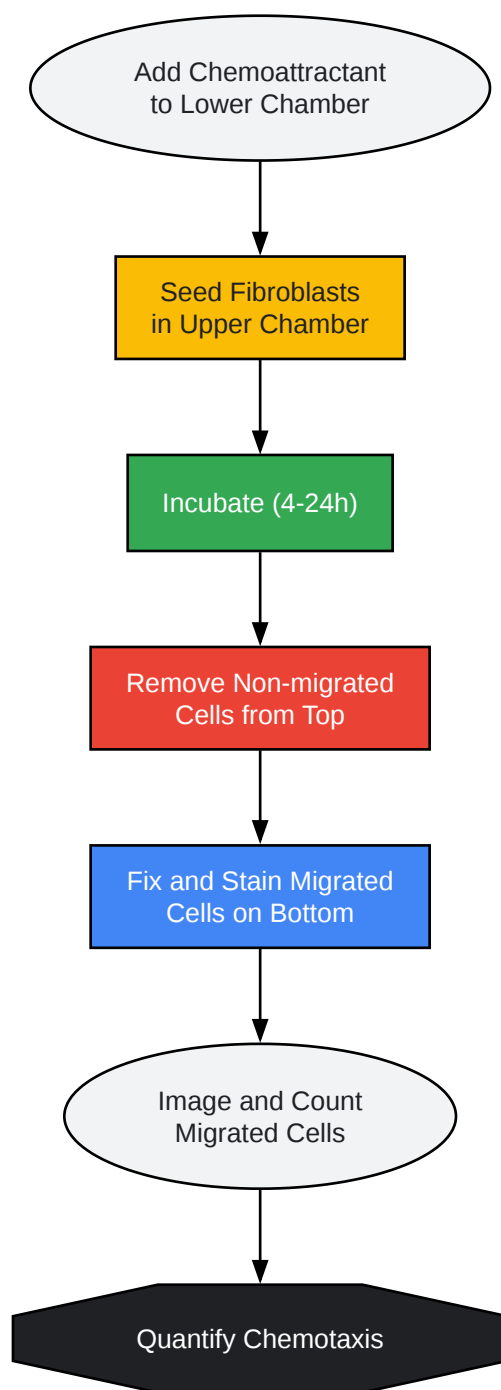 Add Chemoattractant
to Lower Chamber
Seed Fibroblasts
in Upper Chamber
Incubate (4-24h)
Remove Non-migrated
Cells from Top
Fix and Stain Migrated
Cells on Bottom
Image and Count
Migrated Cells
Quantify Chemotaxis